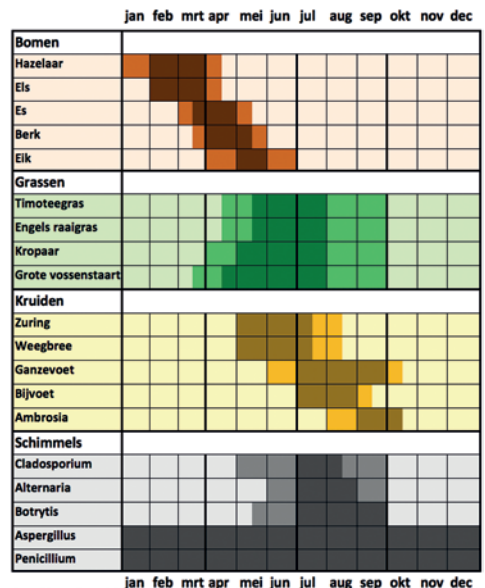 jan feb mrt apr mei jun jul aug sep okt nov dec
Bomen
Hazelaar
Els
Es
Berk
Eik
Grassen
Timoteegras
Engels raaigras
Kropaar
Grote vossenstaart
Kruiden
Zuring
Weegbree
Ganzevoet
Bijvoet
Ambrosia
Schimmels
Cladosporium
Alternaria
Botrytis
Aspergillus
Penicillium
jan feb mrt apr mei jun jul aug sep okt nov dec